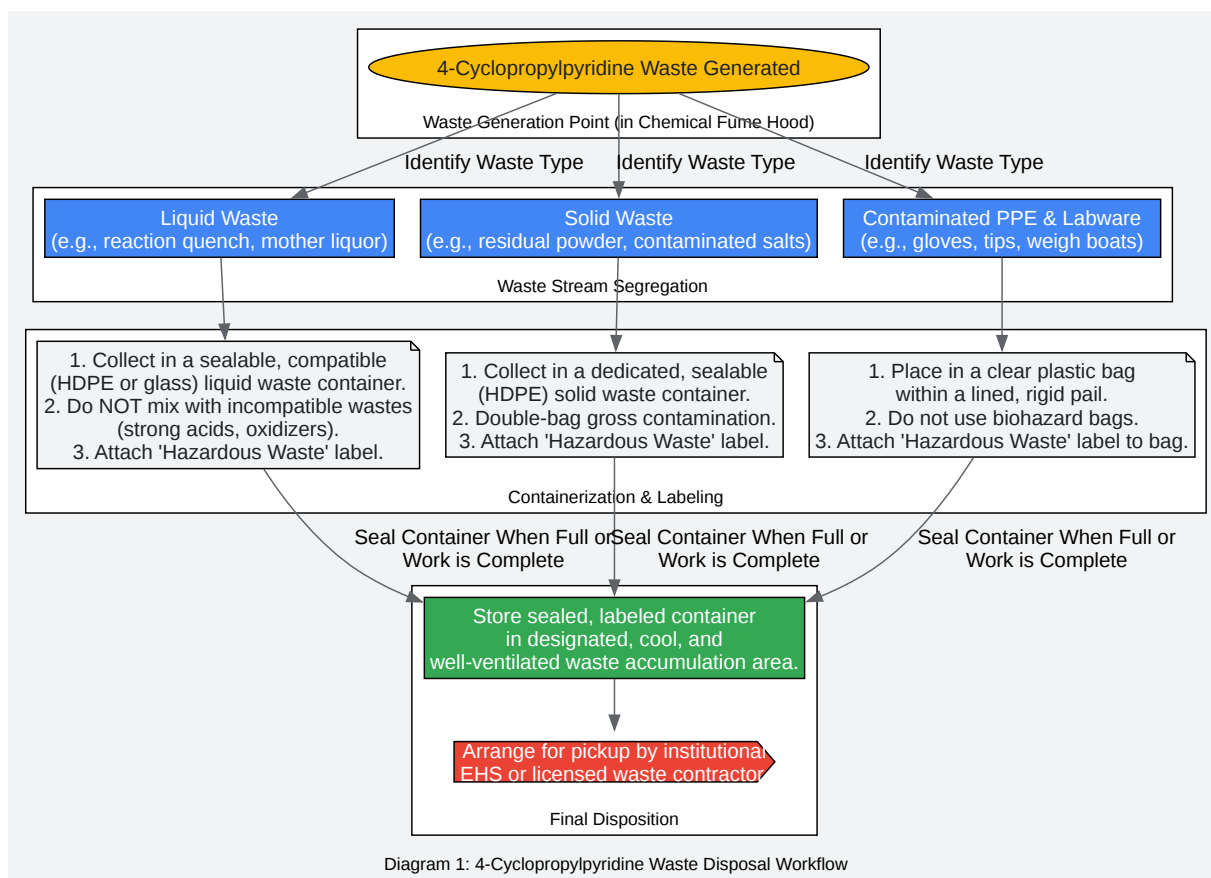 4-Cyclopropylpyridine Waste Generated
Waste Generation Point (in Chemical Fume Hood)
Identify Waste Type
Identify Waste Type
Identify Waste Type
Liquid Waste
(e.g., reaction quench, mother liquor)
Solid Waste
(e.g., residual powder, contaminated salts)
Contaminated PPE & Labware
(e.g., gloves, tips, weigh boats)
Waste Stream Segregation
1. Collect in a sealable, compatible
(HDPE or glass) liquid waste container.
2. Do NOT mix with incompatible wastes
(strong acids, oxidizers).
3. Attach 'Hazardous Waste' label.
1. Collect in a dedicated, sealable
(HDPE) solid waste container.
2. Double-bag gross contamination.
3. Attach 'Hazardous Waste' label.
1. Place in a clear plastic bag
within a lined, rigid pail.
2. Do not use biohazard bags.
3. Attach 'Hazardous Waste' label to bag.
Containerization & Labeling
Seal Container When Full or
Work is Complete
Seal Container When Full or
Work is Complete
Seal Container When Full or
Work is Complete
Store sealed, labeled container
in designated, cool, and
well-ventilated waste accumulation area.
Arrange for pickup by institutional
EHS or licensed waste contractor
Final Disposition
Diagram 1: 4-Cyclopropylpyridine Waste Disposal Workflow